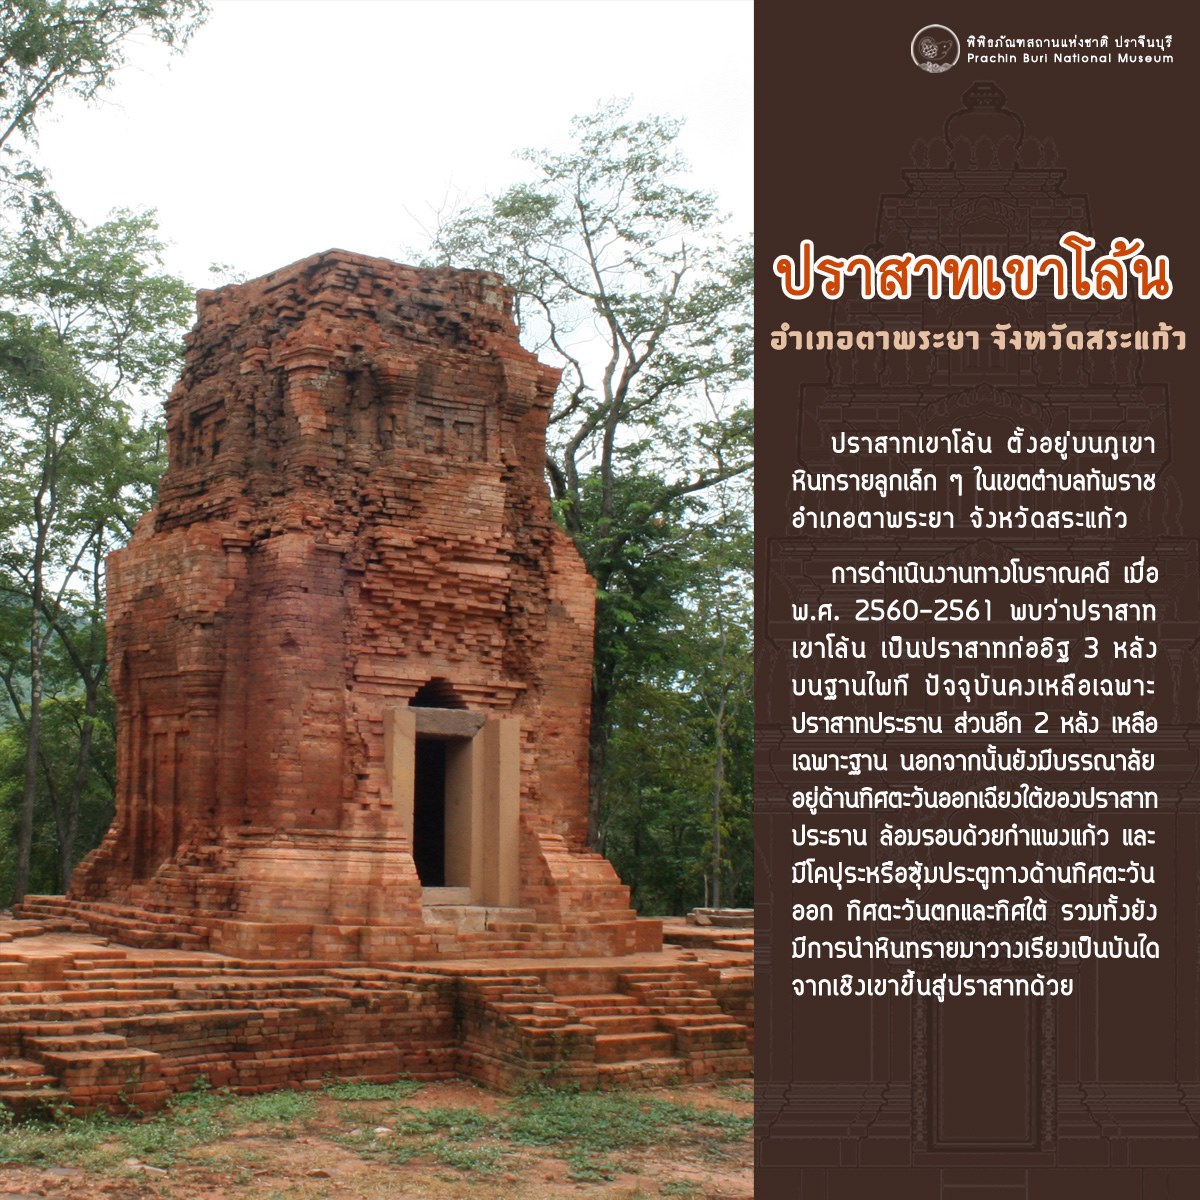 พิพิธภัณฑสถานแห่งชาติ ปราจีนบุรี
Prachin Buri National Museum
ปราสาทเขาโล้น
อำเภอตาพระยา จังหวัดสระแก้ว
ปราสาทเขาโล้น ตั้งอยู่บนภูเขา
หินทรายลูกเล็ก ๆ ในเขตตำบลทัพราช
อำเภอตาพระยา จังหวัดสระแก้ว
การดำเนินงานทางโบราณคดี เมื่อ
พ.ศ. 2560-2561 พบว่าปราสาท
เขาโล้น เป็นปราสาทก่ออิฐ 3 หลัง
บนฐานไพที ปัจจุบันคงเหลือเฉพาะ
ปราสาทประธาน ส่วนอีก 2 หลัง เหลือ
เฉพาะฐาน นอกจากนั้นยังมีบรรณาลัย
อยู่ด้านทิศตะวันออกเฉียงใต้ของปราสาท
ประธาน ล้อมรอบด้วยกำแพงแก้ว และ
มีโคปุระหรือซุ้มประตูทางด้านทิศตะวัน
ออก ทิศตะวันตกและทิศใต้ รวมทั้งยัง
มีการนำหินทรายมาวางเรียงเป็นบันได
จากเชิงเขาขึ้นสู่ปราสาทด้วย